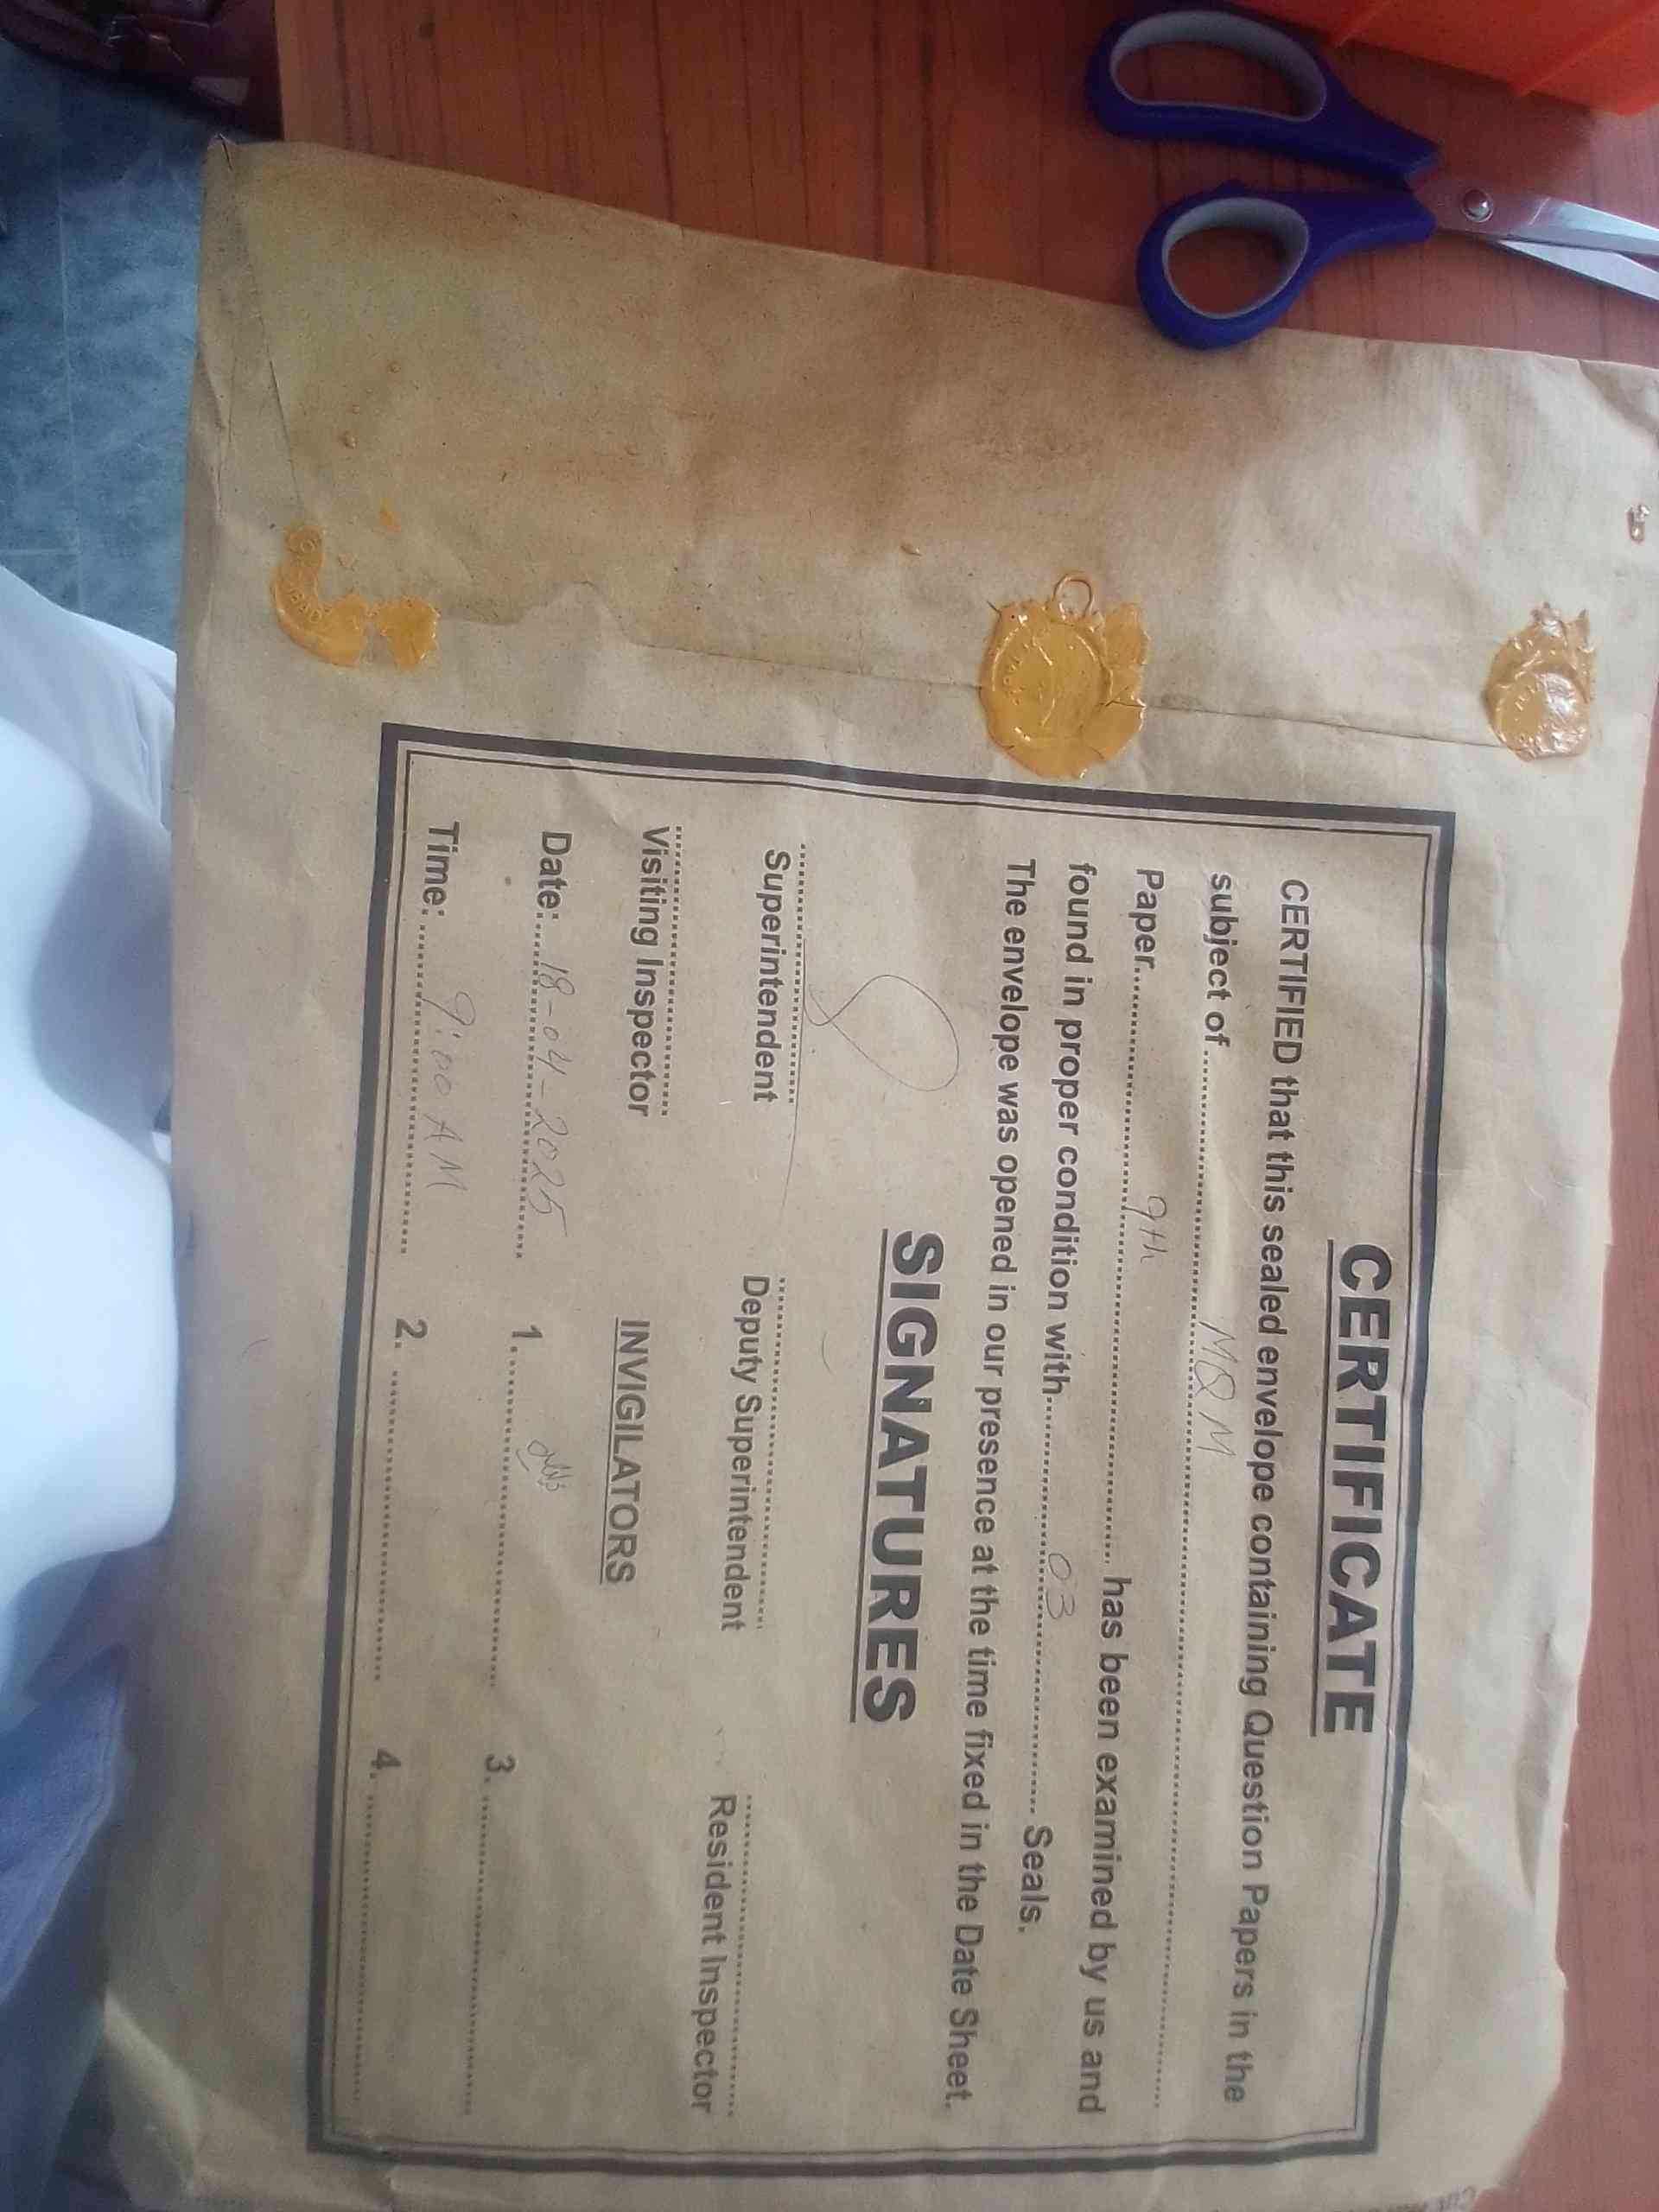 CERTIFICATE
CERTIFIED that this sealed envelope containing Question Papers in the
subject of ........ MQM ........
Paper........ 9th ........ has been examined by us and
found in proper condition with........ 03 ........ Seals.
The envelope was opened in our presence at the time fixed in the Date Sheet.
SIGNATURES
Superintendent Deputy Superintendent Resident Inspector
Visiting Inspector INVIGILATORS
Date: 18-04-2025 1. 3.
Time: 9:00 AM 2. 4.